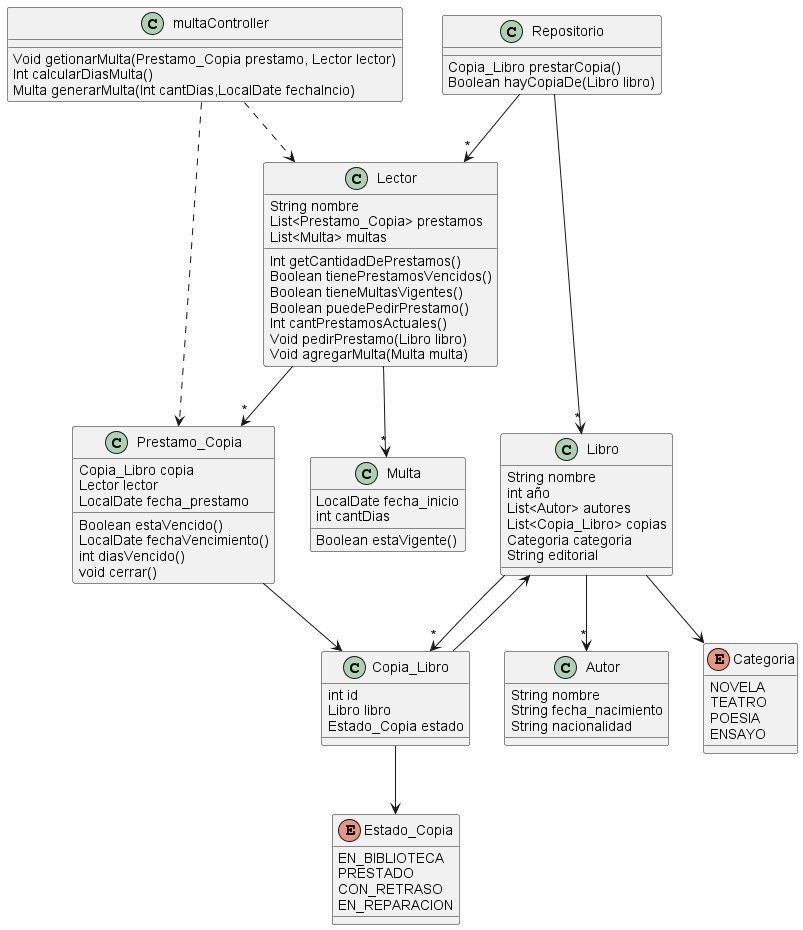 C multaController
Void getionarMulta(Prestamo_Copia prestamo, Lector lector)
Int calcularDiasMulta()
Multa generarMulta(Int cantDias,LocalDate fechaIncio)
C Repositorio
Copia_Libro prestarCopia()
Boolean hayCopiaDe(Libro libro)
*
C Lector
String nombre
List<Prestamo_Copia> prestamos
List<Multa> multas
Int getCantidadDePrestamos()
Boolean tienePrestamosVencidos()
Boolean tieneMultasVigentes()
Boolean puedePedirPrestamo()
Int cantPrestamosActuales()
Void pedirPrestamo(Libro libro)
Void agregarMulta(Multa multa)
*
*
*
C Prestamo_Copia
Copia_Libro copia
Lector lector
LocalDate fecha_prestamo
Boolean estaVencido()
LocalDate fechaVencimiento()
int diasVencido()
void cerrar()
C Multa
LocalDate fecha_inicio
int cantDias
Boolean estaVigente()
C Libro
String nombre
int año
List<Autor> autores
List<Copia_Libro> copias
Categoria categoria
String editorial
*
*
C Copia_Libro
int id
Libro libro
Estado_Copia estado
C Autor
String nombre
String fecha_nacimiento
String nacionalidad
E Categoria
NOVELA
TEATRO
POESIA
ENSAYO
E Estado_Copia
EN_BIBLIOTECA
PRESTADO
CON_RETRASO
EN_REPARACION